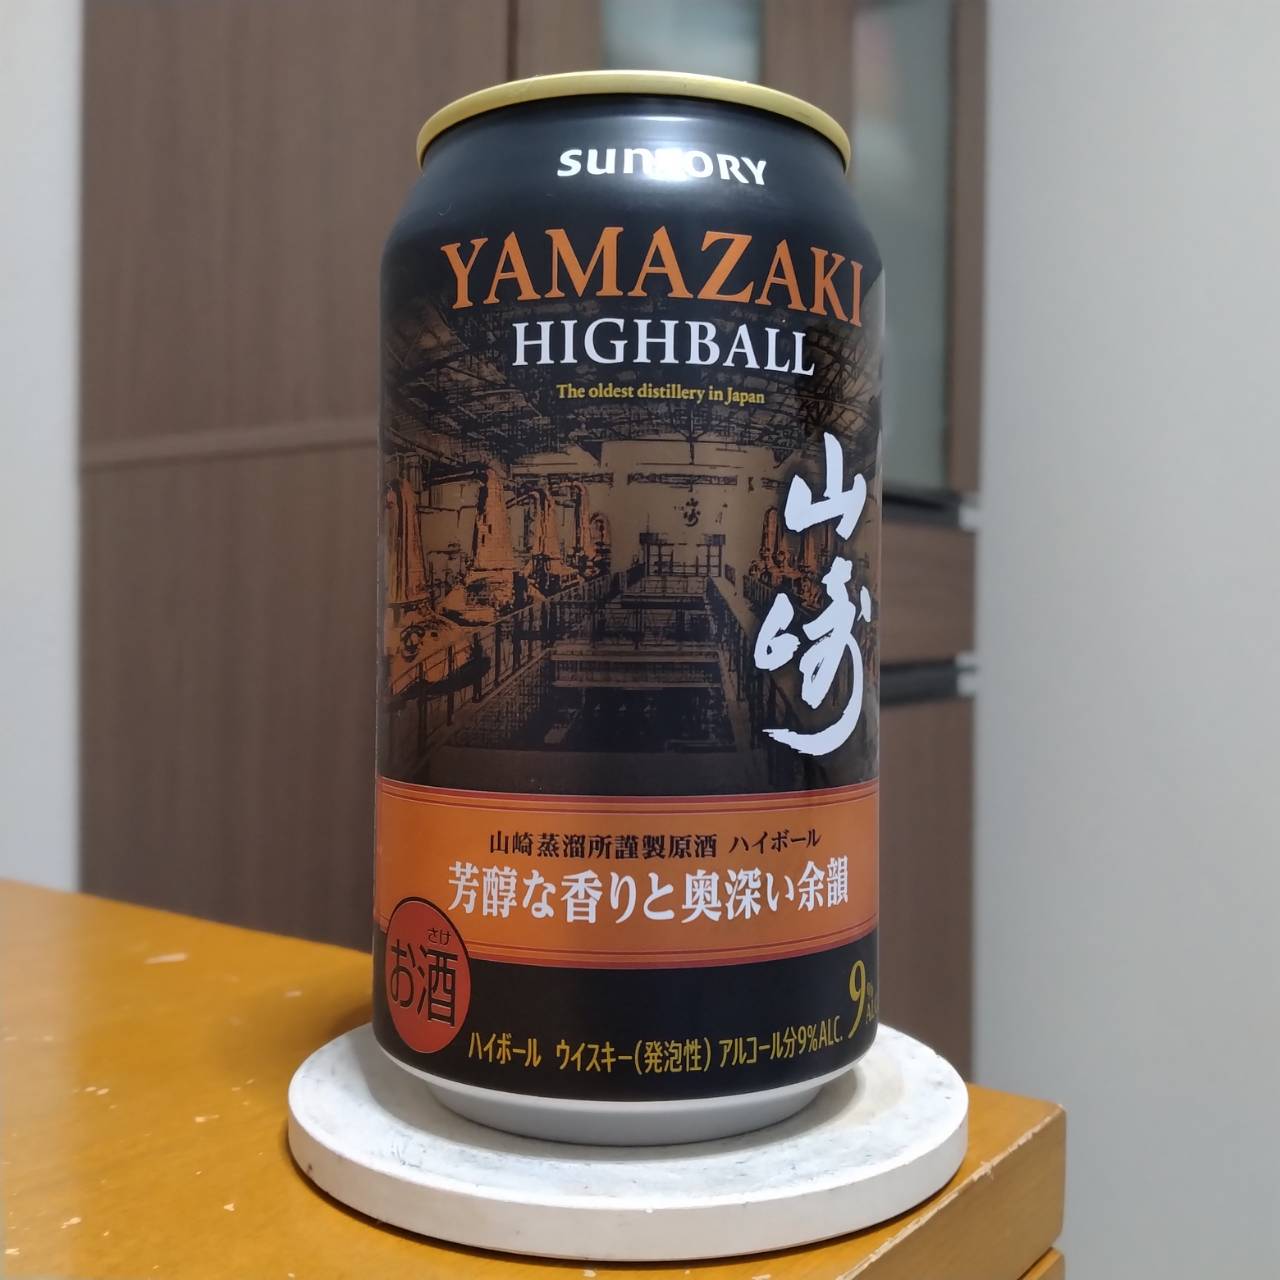 SUNTORY
YAMAZAKI
HIGHBALL
The oldest distillery in Japan
山崎
山崎
山崎蒸溜所謹製原酒 ハイボール
芳醇な香りと奥深い余韻
さけ
お酒
9%
ハイボール ウイスキー(発泡性) アルコール分9%ALC.